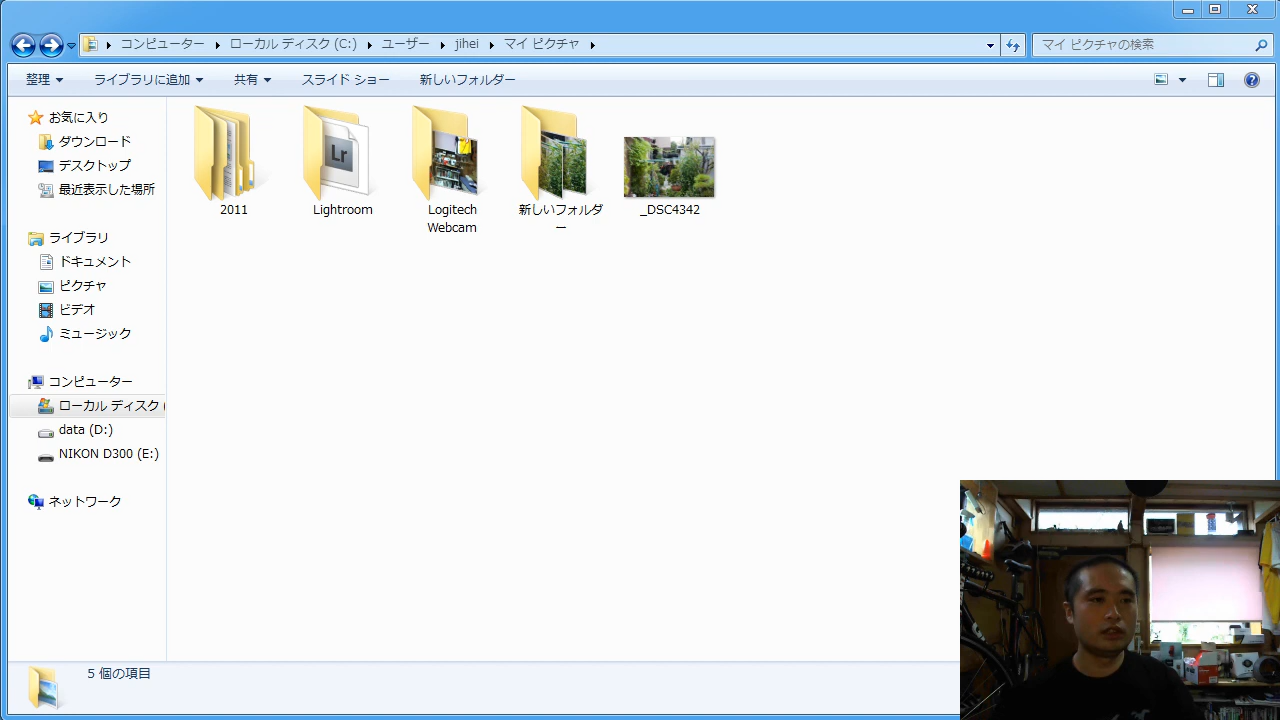 コンピューター ▸ ローカル ディスク (C:) ▸ ユーザー ▸ jihei ▸ マイ ピクチャ ▸
マイ ピクチャの検索
整理 ライブラリに追加 共有 スライド ショー 新しいフォルダー
お気に入り
ダウンロード
デスクトップ
最近表示した場所
ライブラリ
ドキュメント
ピクチャ
ビデオ
ミュージック
コンピューター
ローカル ディスク (
data (D:)
NIKON D300 (E:)
ネットワーク
2011
Lr
Lightroom
Logitech
Webcam
新しいフォルダ
ー
_DSC4342
5 個の項目